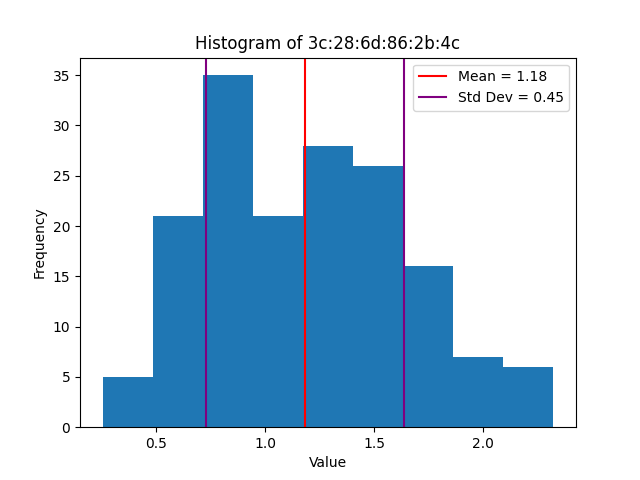 Histogram of 3c:28:6d:86:2b:4c
Mean = 1.18
Std Dev = 0.45
35
30
25
20
15
10
5
0
Frequency
0.5 1.0 1.5 2.0
Value